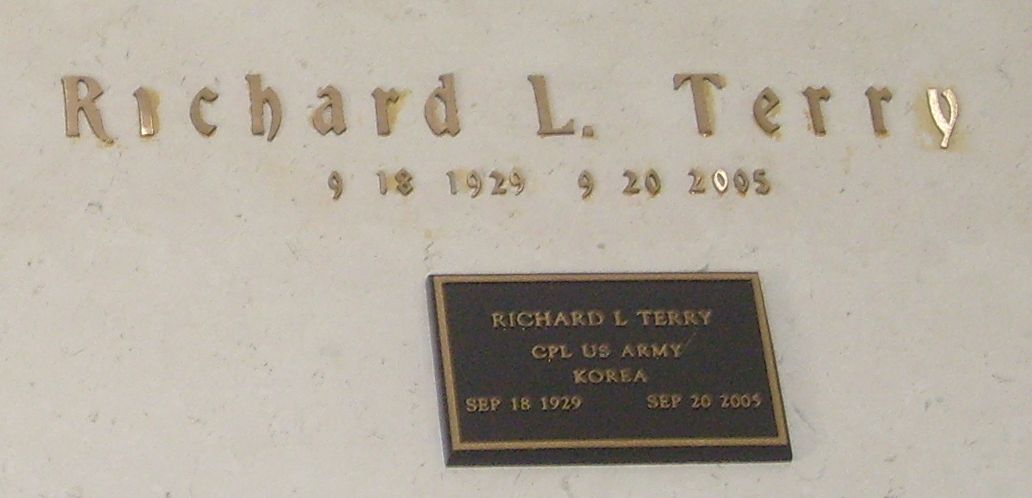 Richard L. Terry
9 18 1929 9 20 2005
RICHARD L TERRY
CPL US ARMY
KOREA
SEP 18 1929 SEP 20 2005